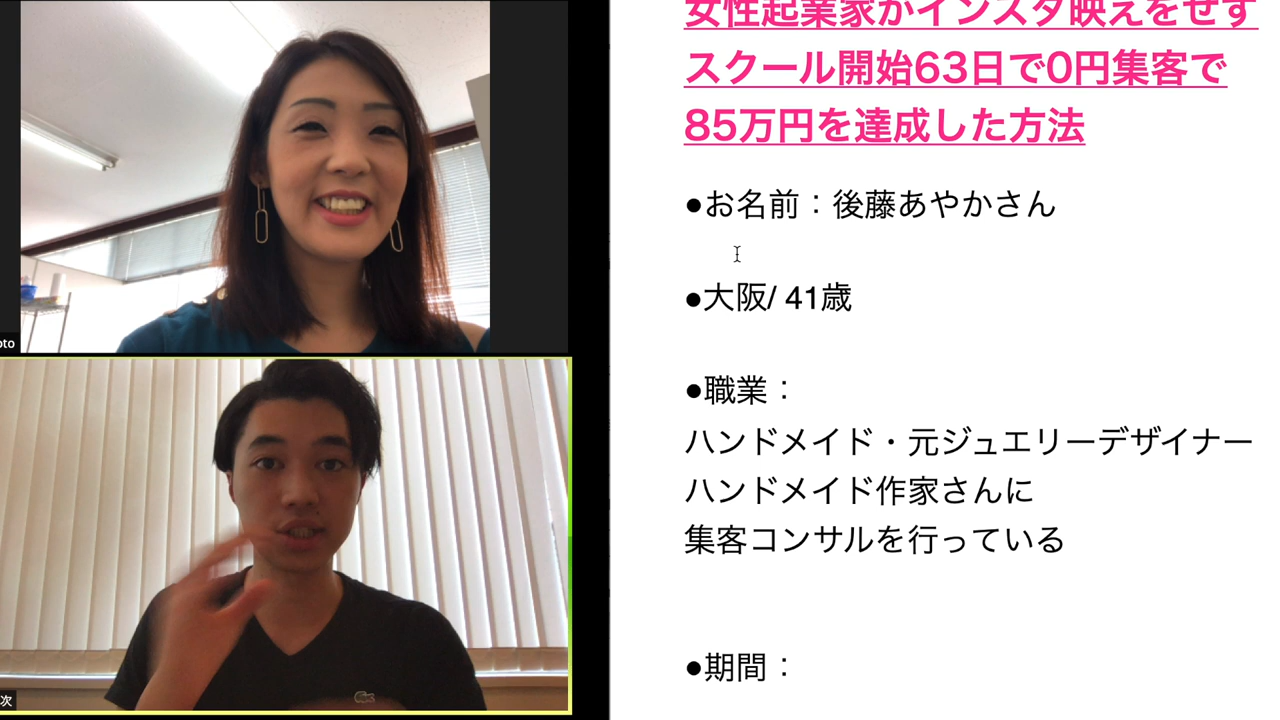 女性起業家がインスタ映えをせず
スクール開始63日で0円集客で
85万円を達成した方法
●お名前：後藤あやかさん
●大阪/ 41歳
●職業：
ハンドメイド・元ジュエリーデザイナー
ハンドメイド作家さんに
集客コンサルを行っている
●期間：
oto
次